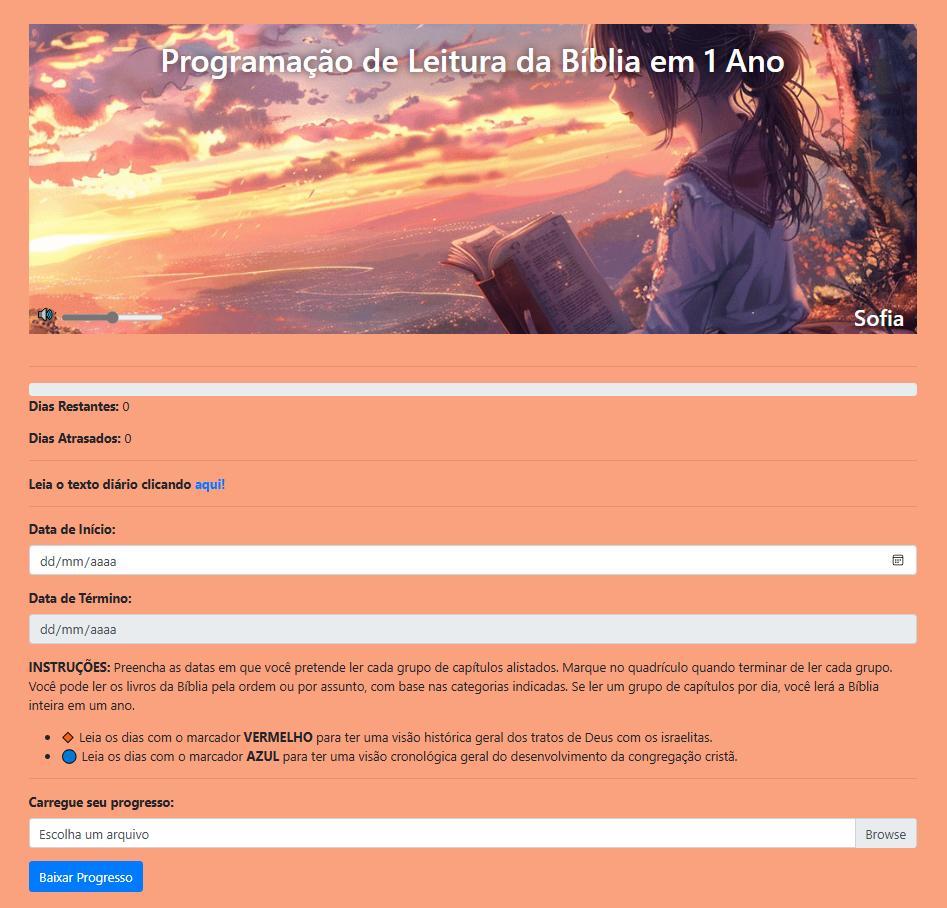 Programação de Leitura da Bíblia em 1 Ano
Sofia
Dias Restantes: 0
Dias Atrasados: 0
Leia o texto diário clicando aqui!
Data de Início:
dd/mm/aaaa
Data de Término:
dd/mm/aaaa
INSTRUÇÕES: Preencha as datas em que você pretende ler cada grupo de capítulos alistados. Marque no quadrículo quando terminar de ler cada grupo.
Você pode ler os livros da Bíblia pela ordem ou por assunto, com base nas categorias indicadas. Se ler um grupo de capítulos por dia, você lerá a Bíblia
inteira em um ano.
Leia os dias com o marcador VERMELHO para ter uma visão histórica geral dos tratos de Deus com os israelitas.
Leia os dias com o marcador AZUL para ter uma visão cronológica geral do desenvolvimento da congregação cristã.
Carregue seu progresso:
Escolha um arquivo Browse
Baixar Progresso